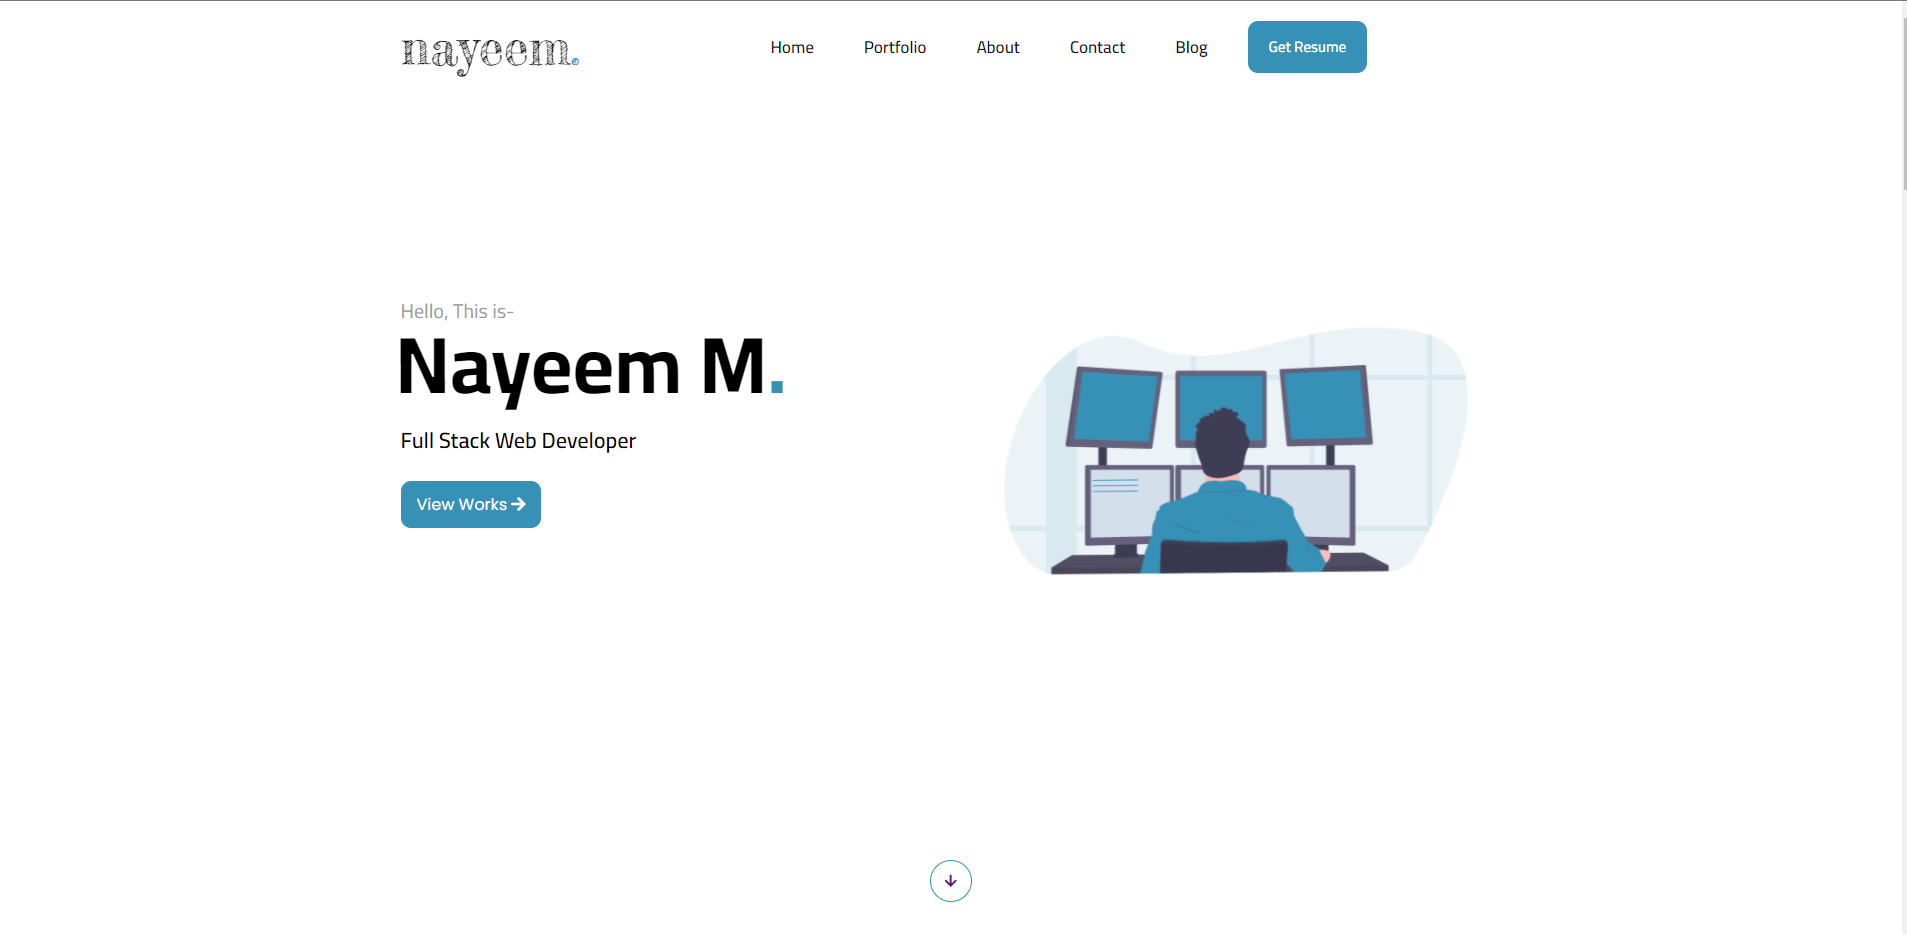 nayeem.
Home Portfolio About Contact Blog Get Resume
Hello, This is-
Nayeem M.
Full Stack Web Developer
View Works